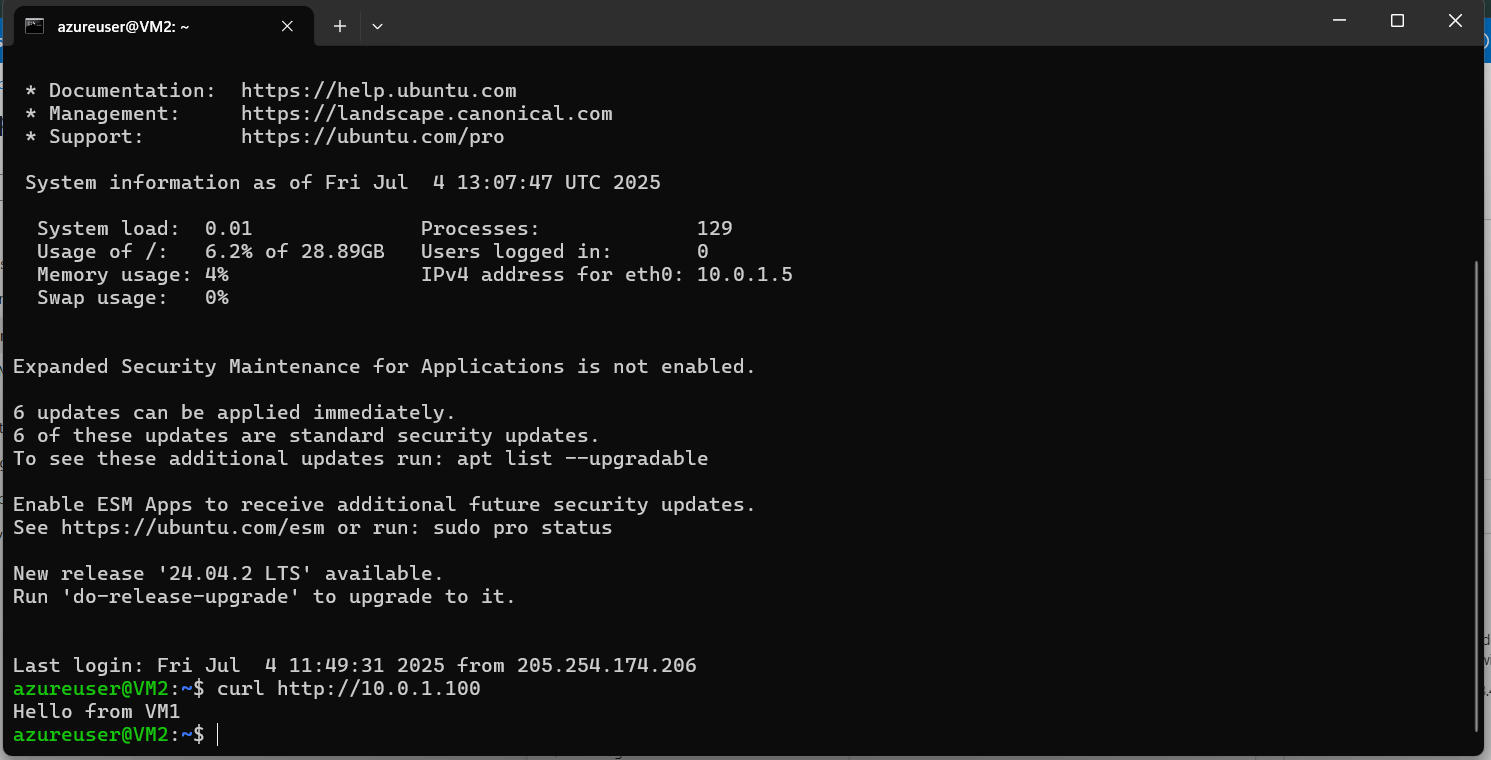 azureuser@VM2: ~
* Documentation:  https://help.ubuntu.com
* Management:     https://landscape.canonical.com
* Support:        https://ubuntu.com/pro
System information as of Fri Jul  4 13:07:47 UTC 2025
System load:  0.01              Processes:             129
Usage of /:   6.2% of 28.89GB   Users logged in:       0
Memory usage: 4%                IPv4 address for eth0: 10.0.1.5
Swap usage:   0%
Expanded Security Maintenance for Applications is not enabled.
6 updates can be applied immediately.
6 of these updates are standard security updates.
To see these additional updates run: apt list --upgradable
Enable ESM Apps to receive additional future security updates.
See https://ubuntu.com/esm or run: sudo pro status
New release '24.04.2 LTS' available.
Run 'do-release-upgrade' to upgrade to it.
Last login: Fri Jul  4 11:49:31 2025 from 205.254.174.206
azureuser@VM2:~$ curl http://10.0.1.100
Hello from VM1
azureuser@VM2:~$